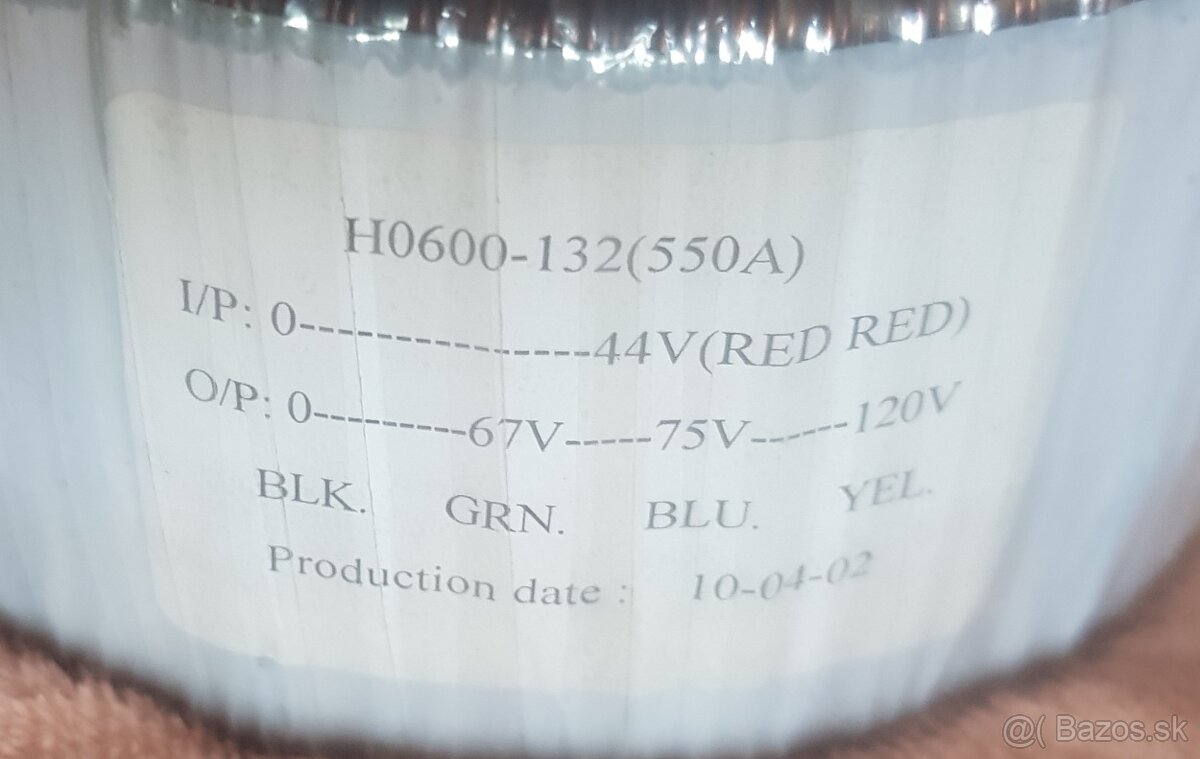 H0600-132(550A)
I/P: 0---------------44V(RED RED)
O/P: 0---------67V-----75V------120V
BLK. GRN. BLU. YEL.
Production date : 10-04-02
@( Bazos.sk